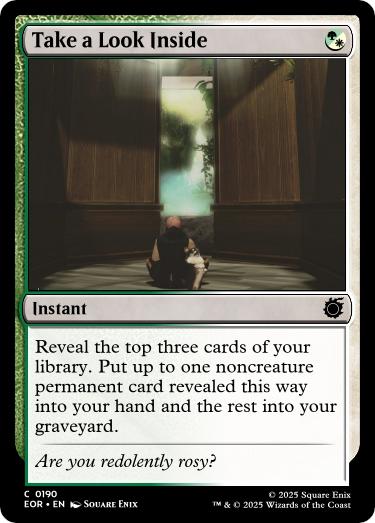 Take a Look Inside
Instant
Reveal the top three cards of your
library. Put up to one noncreature
permanent card revealed this way
into your hand and the rest into your
graveyard.
Are you redolently rosy?
C 0190
EOR • EN SQUARE ENIX
© 2025 Square Enix
™ & © 2025 Wizards of the Coast